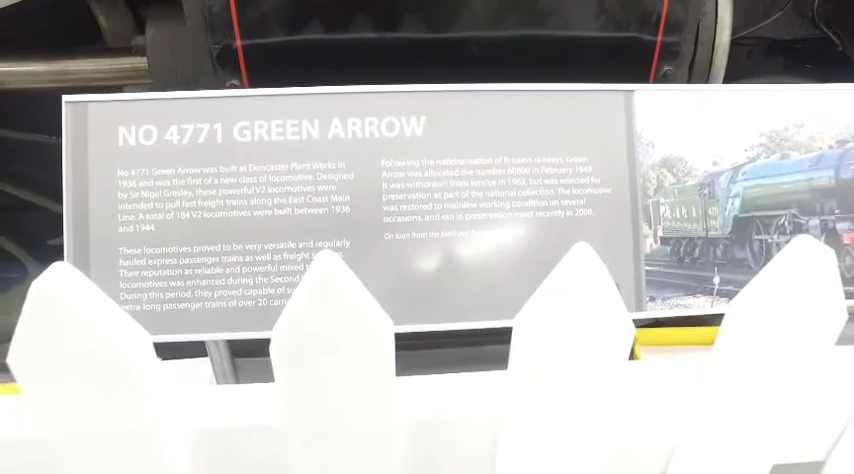 NO 4771 GREEN ARROW
No 4771 Green Arrow was built at Doncaster Plant Works in
1936 and was the first of a new class of locomotive. Designed
by Sir Nigel Gresley, these powerful V2 locomotives were
intended to pull fast freight trains along the East Coast Main
Line. A total of 184 V2 locomotives were built between 1936
and 1944.
These locomotives proved to be very versatile and regularly
hauled express passenger trains as well as freight.
Their reputation as reliable and powerful mixed
locomotives was enhanced during the Second
During this period, they proved capable of
extra-long passenger trains of over 20
Following the nationalisation of Britain's railways, Green
Arrow was allocated the number 60800 in February 1949.
It was withdrawn from service in 1962, but was selected for
preservation as part of the national collection. The locomotive
was restored to mainline working condition on several
occasions, and ran in preservation most recently in 2008.
On loan from the National